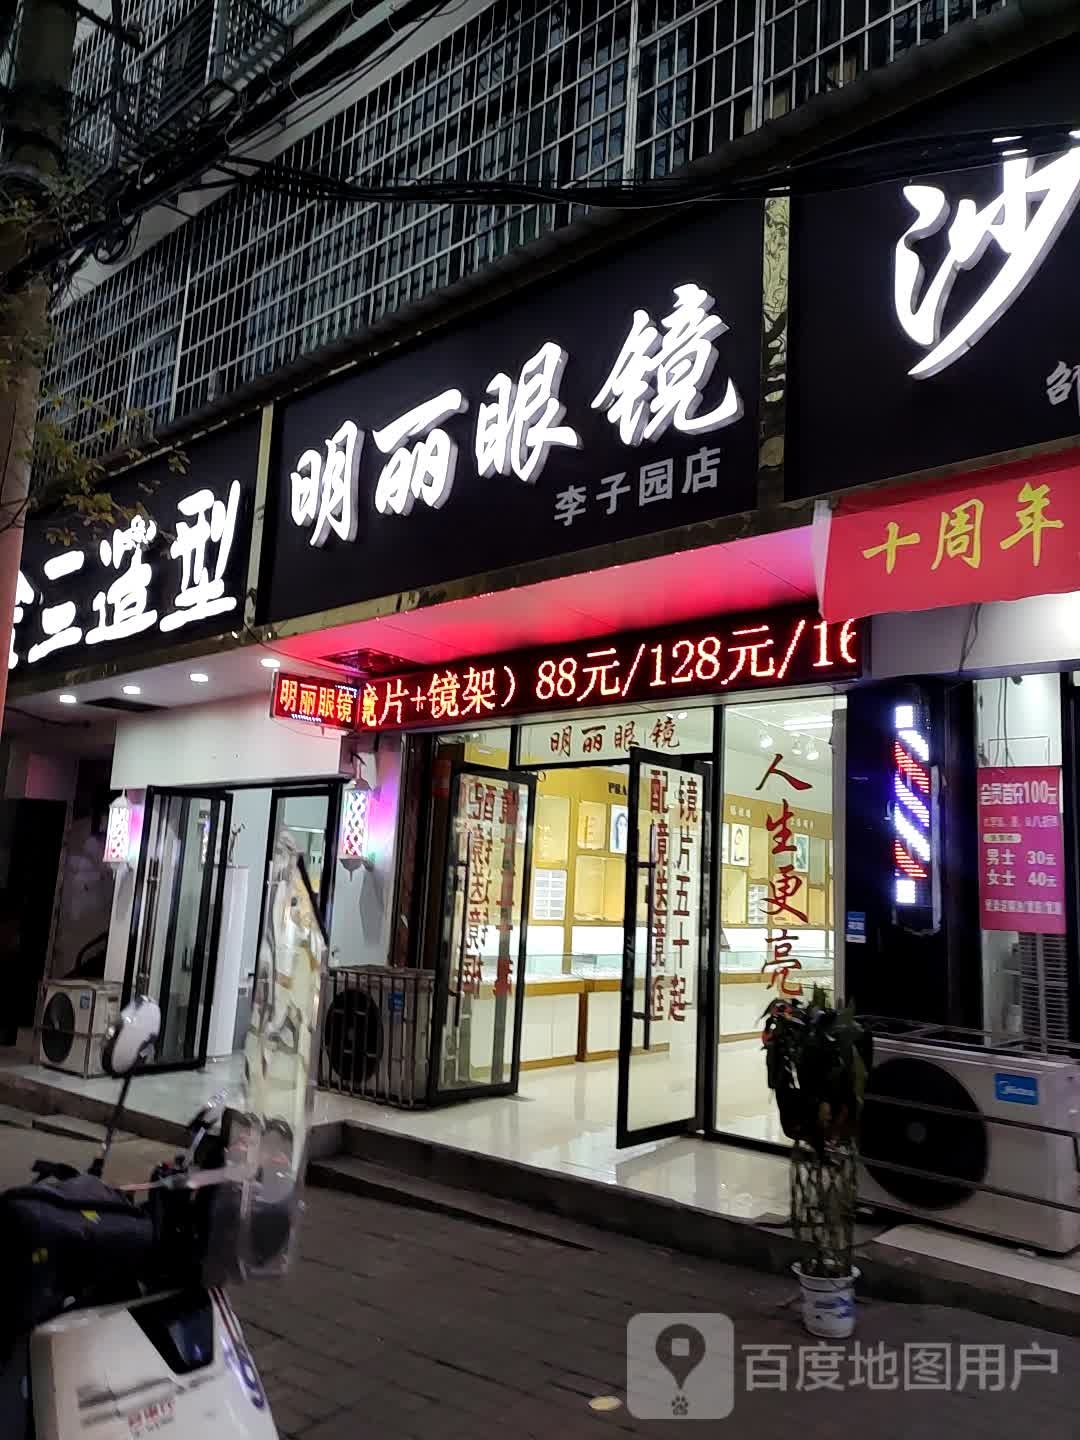 三造型
明丽眼镜
李子园店
沙
十周年
明丽眼镜
镜片+镜架）88元/128元/16
明丽眼镜
配镜送镜框
镜片五十起
人生更亮
会员首充100元
男士 30元
女士 40元
Midea
百度地图用户